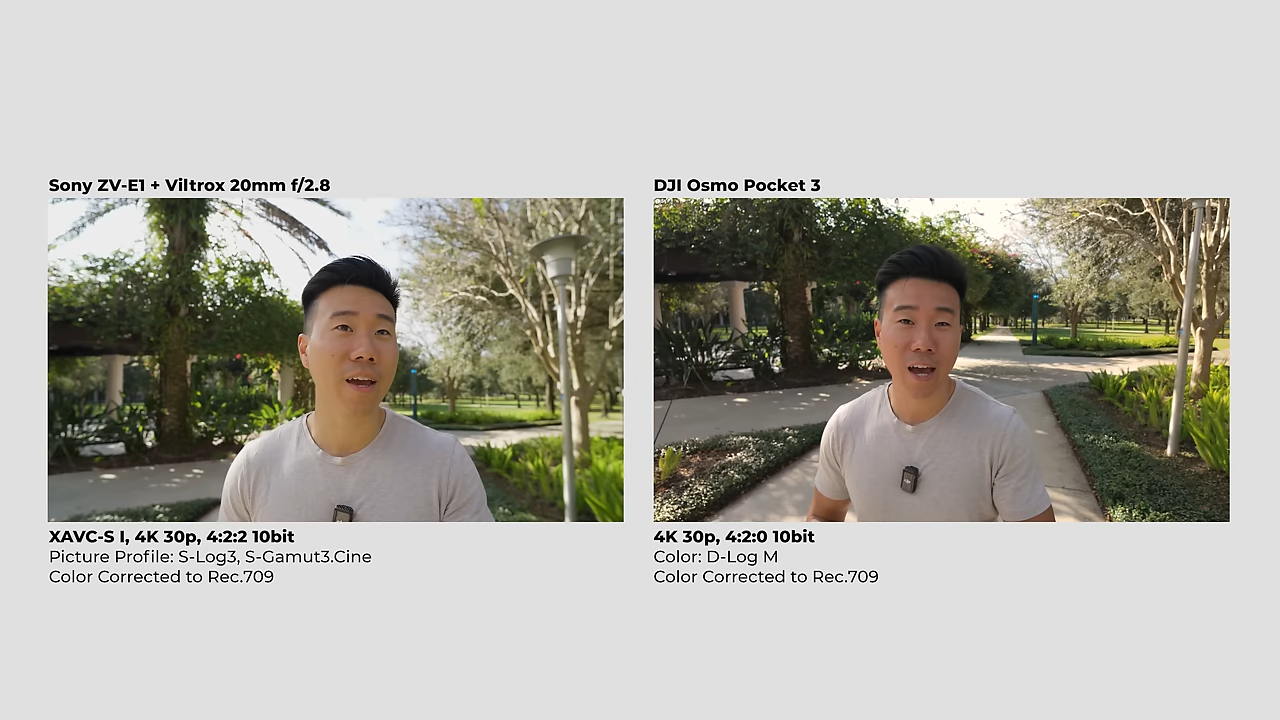 Sony ZV-E1 + Viltrox 20mm f/2.8
XAVC-S I, 4K 30p, 4:2:2 10bit
Picture Profile: S-Log3, S-Gamut3.Cine
Color Corrected to Rec.709
DJI Osmo Pocket 3
4K 30p, 4:2:0 10bit
Color: D-Log M
Color Corrected to Rec.709